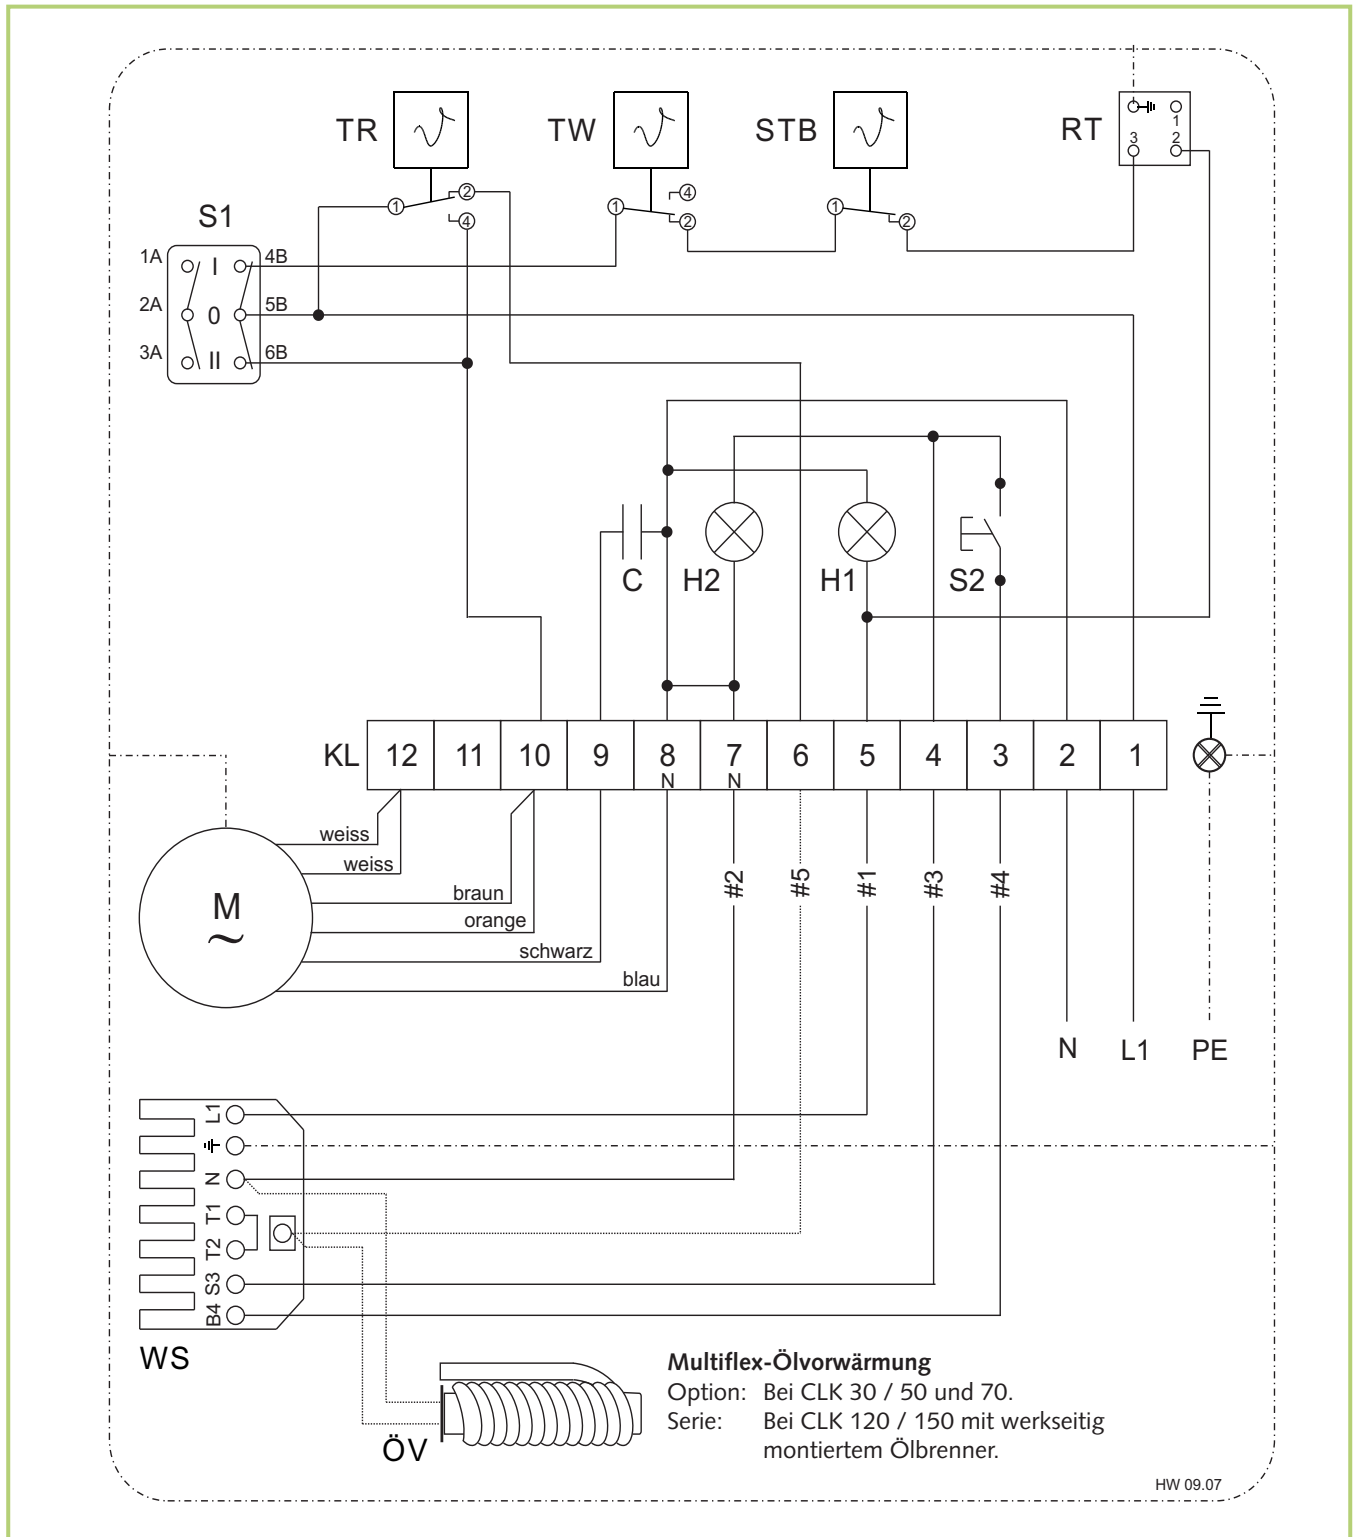 TR
TW
STB
RT
1
3
2
1
2
4
1
4
2
1
2
S1
1A
I
4B
2A
0
5B
3A
II
6B
C
H2
H1
S2
KL
12
11
10
9
8
N
7
N
6
5
4
3
2
1
weiss
weiss
braun
orange
schwarz
blau
M
~
#2
#5
#1
#3
#4
N
L1
PE
L1
N
T1
T2
S3
B4
WS
ÖV
Multiflex-Ölvorwärmung
Option: Bei CLK 30 / 50 und 70.
Serie: Bei CLK 120 / 150 mit werkseitig
montiertem Ölbrenner.
HW 09.07